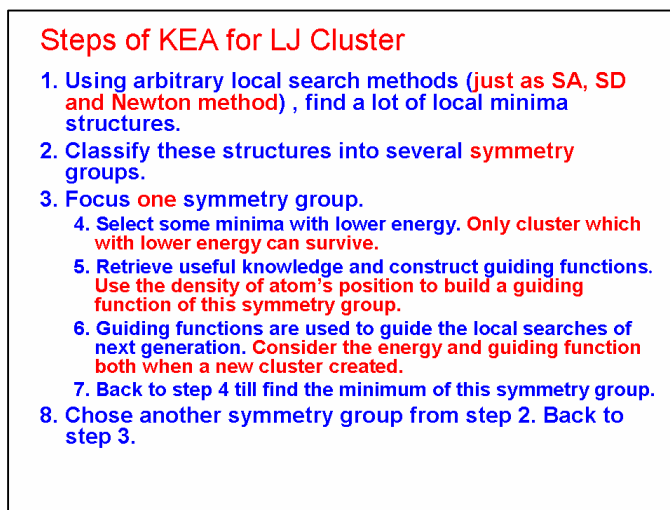 Steps of KEA for LJ Cluster
1. Using arbitrary local search methods (just as SA, SD
and Newton method) , find a lot of local minima
structures.
2. Classify these structures into several symmetry
groups.
3. Focus one symmetry group.
4. Select some minima with lower energy. Only cluster which
with lower energy can survive.
5. Retrieve useful knowledge and construct guiding functions.
Use the density of atom's position to build a guiding
function of this symmetry group.
6. Guiding functions are used to guide the local searches of
next generation. Consider the energy and guiding function
both when a new cluster created.
7. Back to step 4 till find the minimum of this symmetry group.
8. Chose another symmetry group from step 2. Back to
step 3.